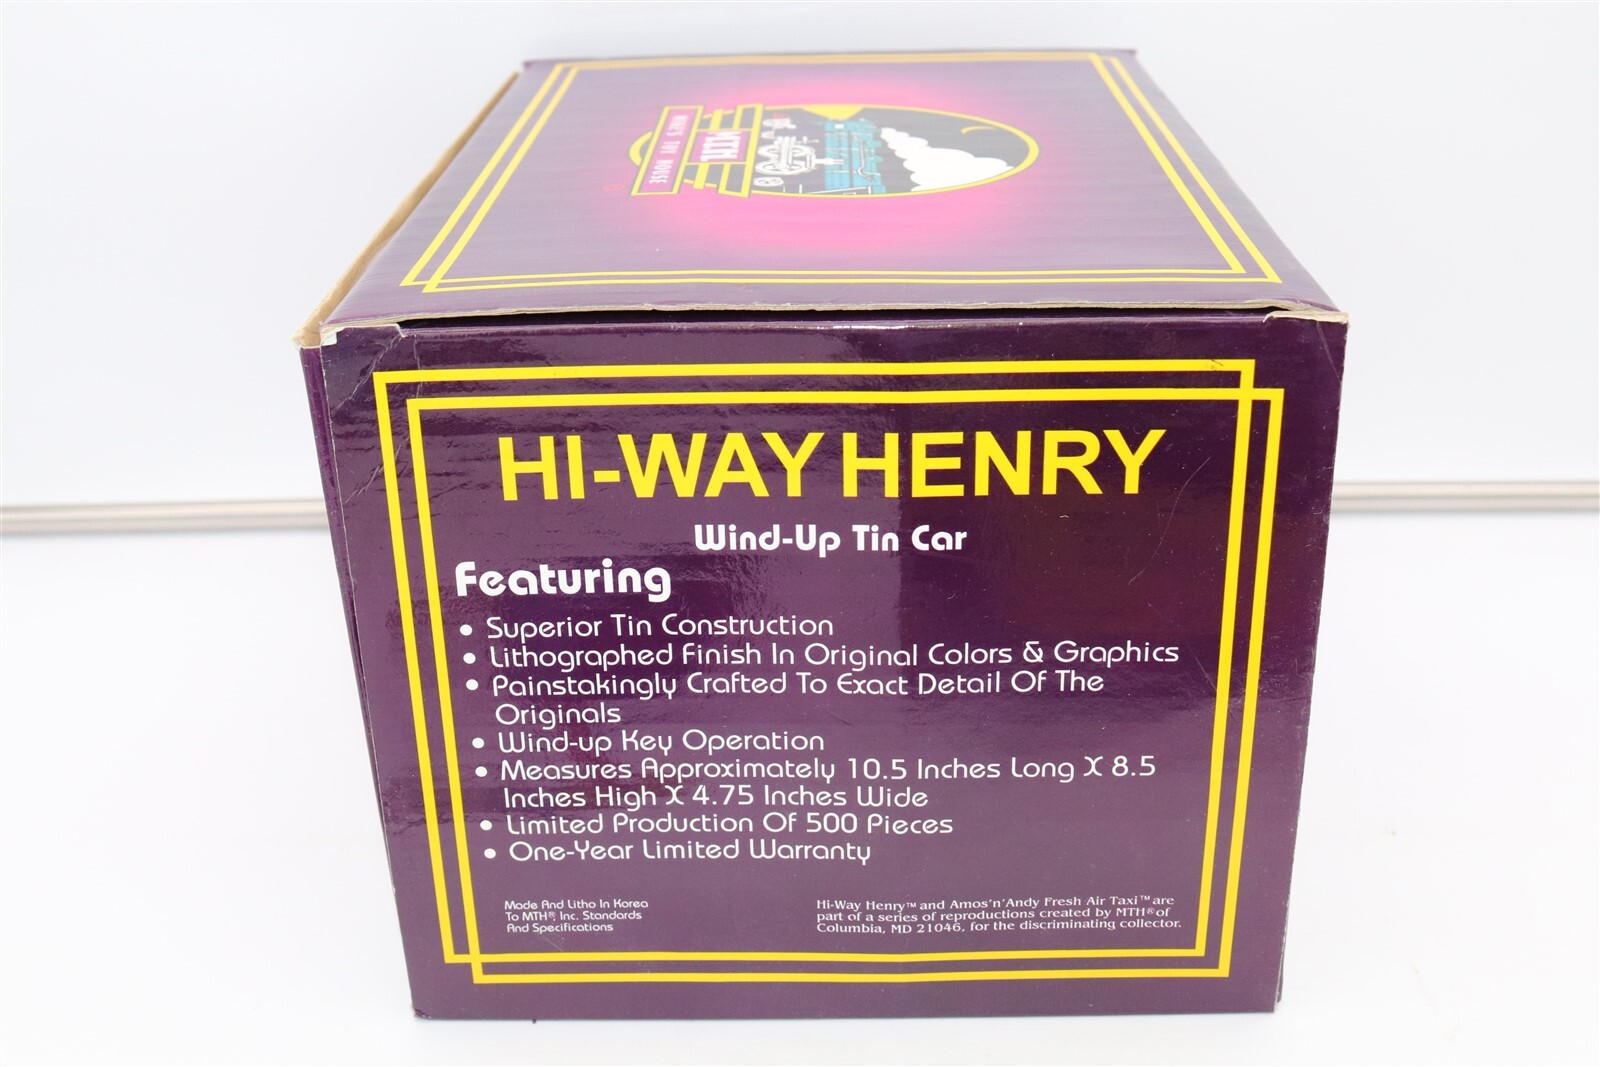 MIKE'S TOY HOUSE
HI-WAY HENRY
Wind-Up Tin Car
Featuring
• Superior Tin Construction
• Lithographed Finish In Original Colors & Graphics
• Painstakingly Crafted To Exact Detail Of The
Originals
• Wind-up Key Operation
• Measures Approximately 10.5 Inches Long X 8.5
Inches High X 4.75 Inches Wide
• Limited Production Of 500 Pieces
• One-Year Limited Warranty
Made And Litho In Korea
To MTH®, Inc. Standards
And Specifications
Hi-Way Henry™ and Amos'n'Andy Fresh Air Taxi™ are
part of a series of reproductions created by MTH® of
Columbia, MD 21046, for the discriminating collector.